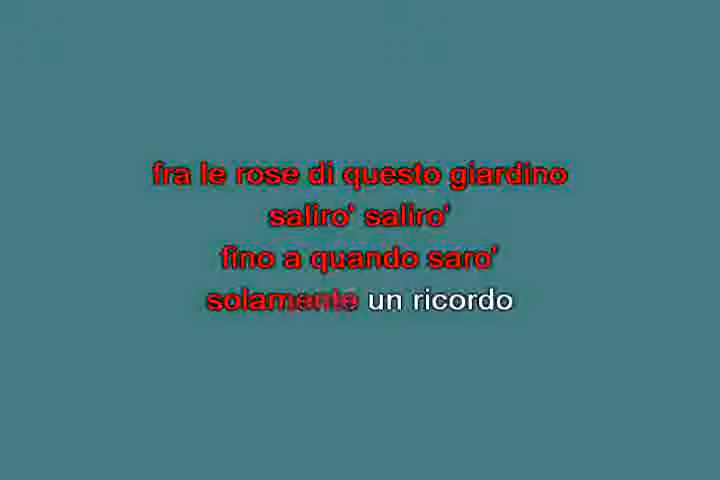 fra le rose di questo giardino
saliro' saliro'
fino a quando saro'
solamente un ricordo